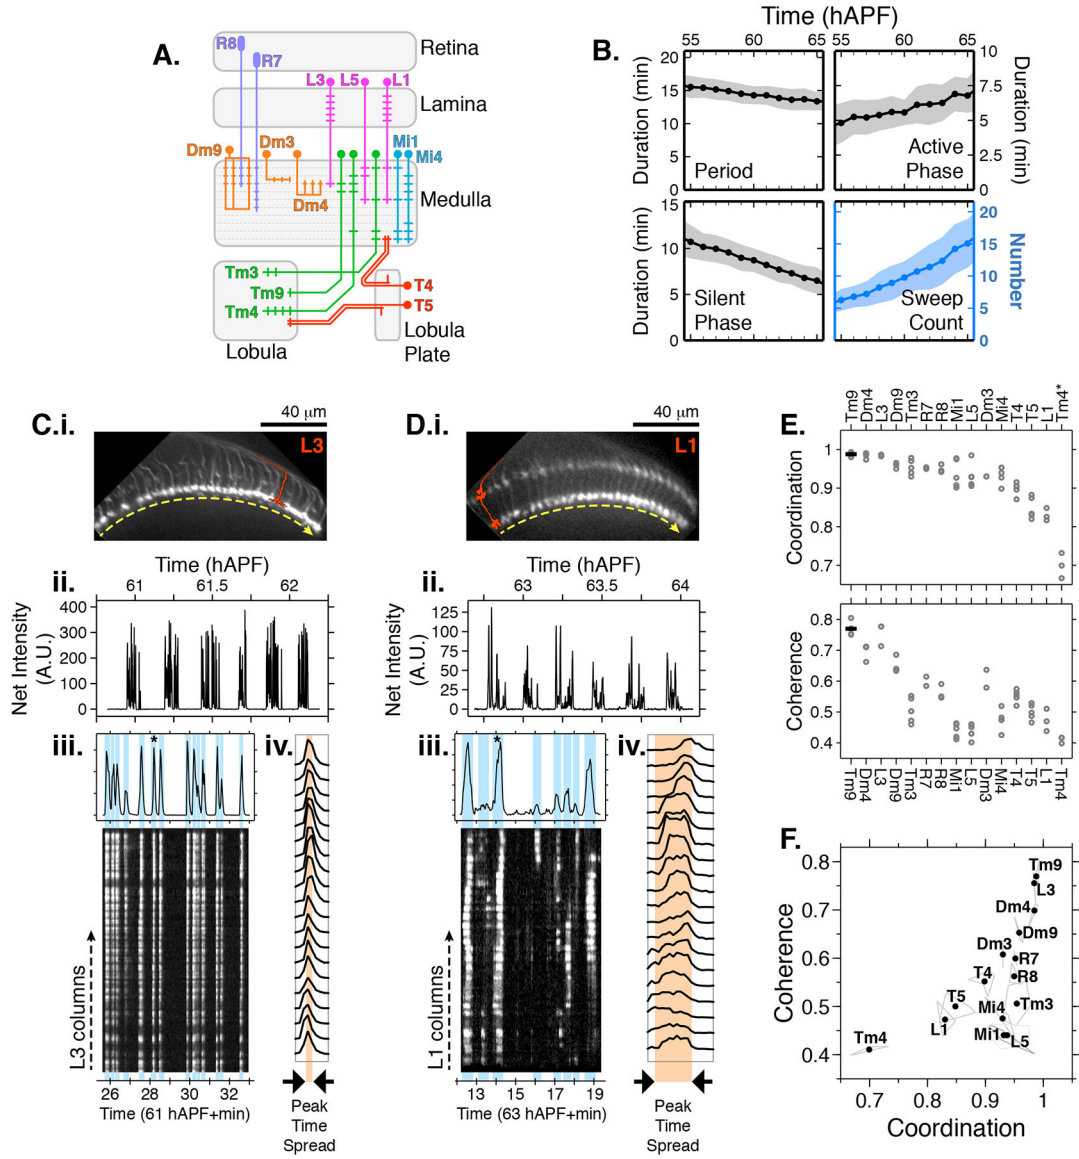 A.
R8
R7
Retina
L3 L5 L1
Lamina
Dm9
Dm3
Dm4
Mi1
Mi4
Medulla
Tm3
Tm9
Tm4
T4
T5
Lobula
Lobula
Plate
B.
Time (hAPF)
55 60 65 55 60 65
Duration (min)
20
15
10
5
0
Period
10
7.5
5
2.5
0
Duration (min)
Active
Phase
Duration (min)
15
10
5
0
Silent
Phase
20
15
10
5
0
Number
Sweep
Count
C.i.
40 μm
L3
ii.
Time (hAPF)
61 61.5 62
Net Intensity
(A.U.)
400
300
200
100
0
iii.
*
iv.
L3 columns
26 28 30 32
Time (61 hAPF+min)
Peak
Time
Spread
D.i.
40 μm
L1
ii.
Time (hAPF)
63 63.5 64
Net Intensity
(A.U.)
125
100
75
50
25
0
iii.
*
iv.
L1 columns
13 15 17 19
Time (63 hAPF+min)
Peak
Time
Spread
E.
Tm9 Dm4 L3 Dm9 Tm3 R7 R8 Mi1 L5 Dm3 Mi4 T4 T5 L1 Tm4*
Coordination
1
0.9
0.8
0.7
Coherence
0.8
0.7
0.6
0.5
0.4
Tm9 Dm4 L3 Dm9 Tm3 R7 R8 Mi1 L5 Dm3 Mi4 T4 T5 L1 Tm4
F.
Coherence
0.8
0.7
0.6
0.5
0.4
Tm9
L3
Dm4
Dm9
Dm3
R7
T4
R8
T5
Mi4
Tm3
L1
Mi1
L5
Tm4
0.7 0.8 0.9 1
Coordination